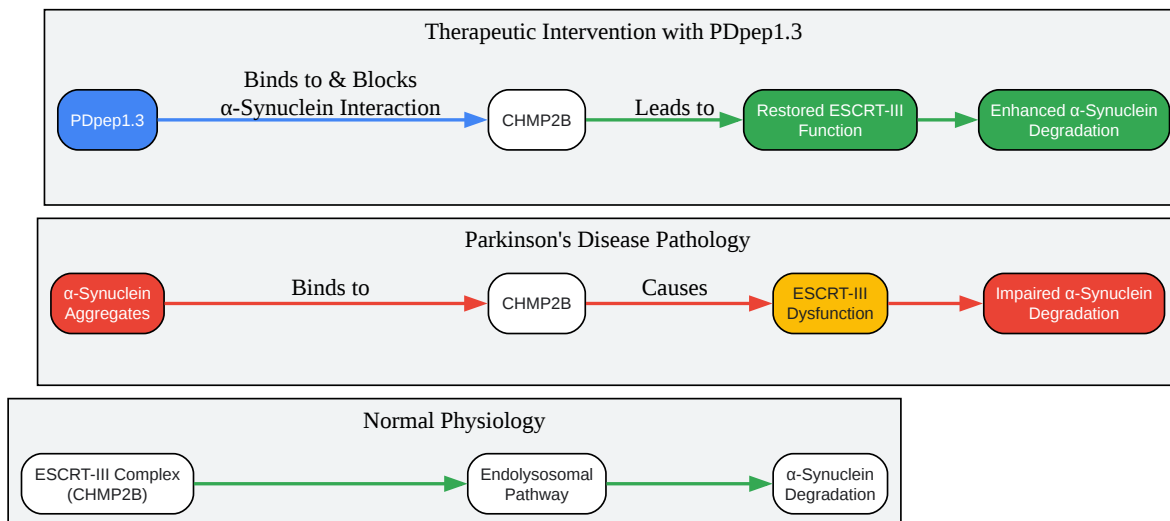 Therapeutic Intervention with PDpep1.3
PDpep1.3
Binds to & Blocks
α-Synuclein Interaction
CHMP2B
Leads to
Restored ESCRT-III
Function
Enhanced α-Synuclein
Degradation
Parkinson's Disease Pathology
α-Synuclein
Aggregates
Binds to
CHMP2B
Causes
ESCRT-III
Dysfunction
Impaired α-Synuclein
Degradation
Normal Physiology
ESCRT-III Complex
(CHMP2B)
Endolysosomal
Pathway
α-Synuclein
Degradation